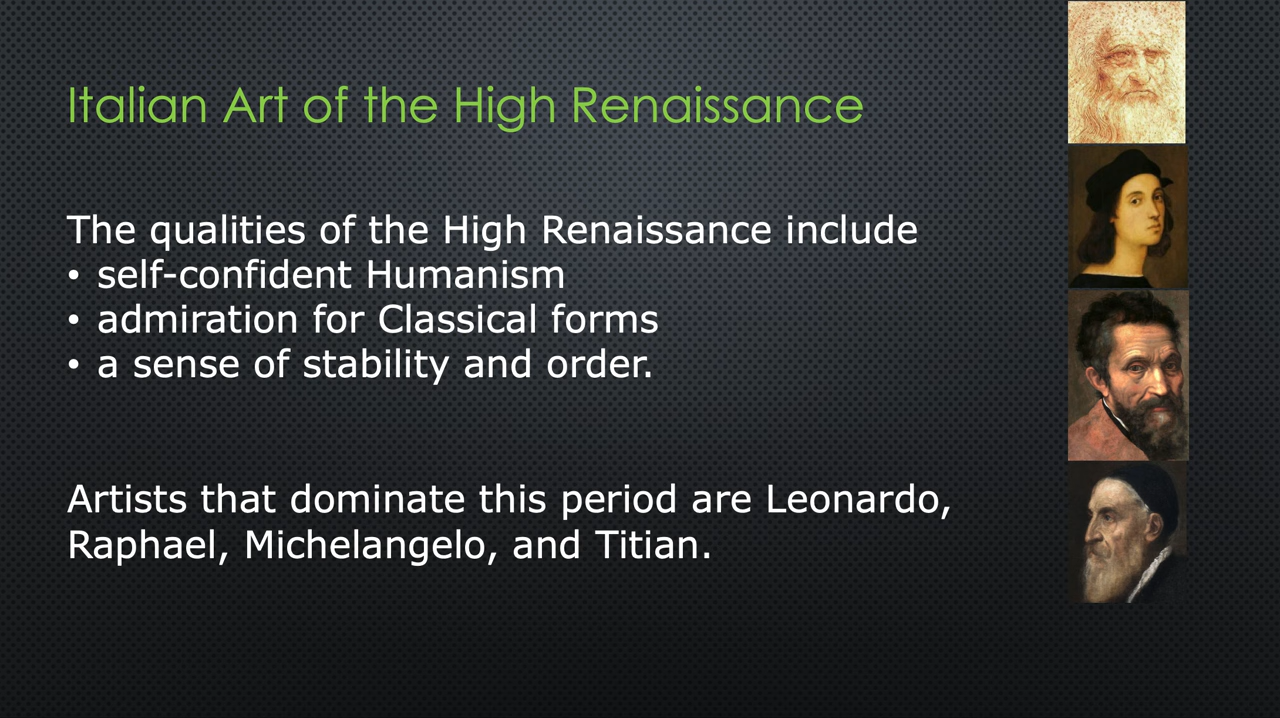 Italian Art of the High Renaissance
The qualities of the High Renaissance include
• self-confident Humanism
• admiration for Classical forms
• a sense of stability and order.
Artists that dominate this period are Leonardo,
Raphael, Michelangelo, and Titian.